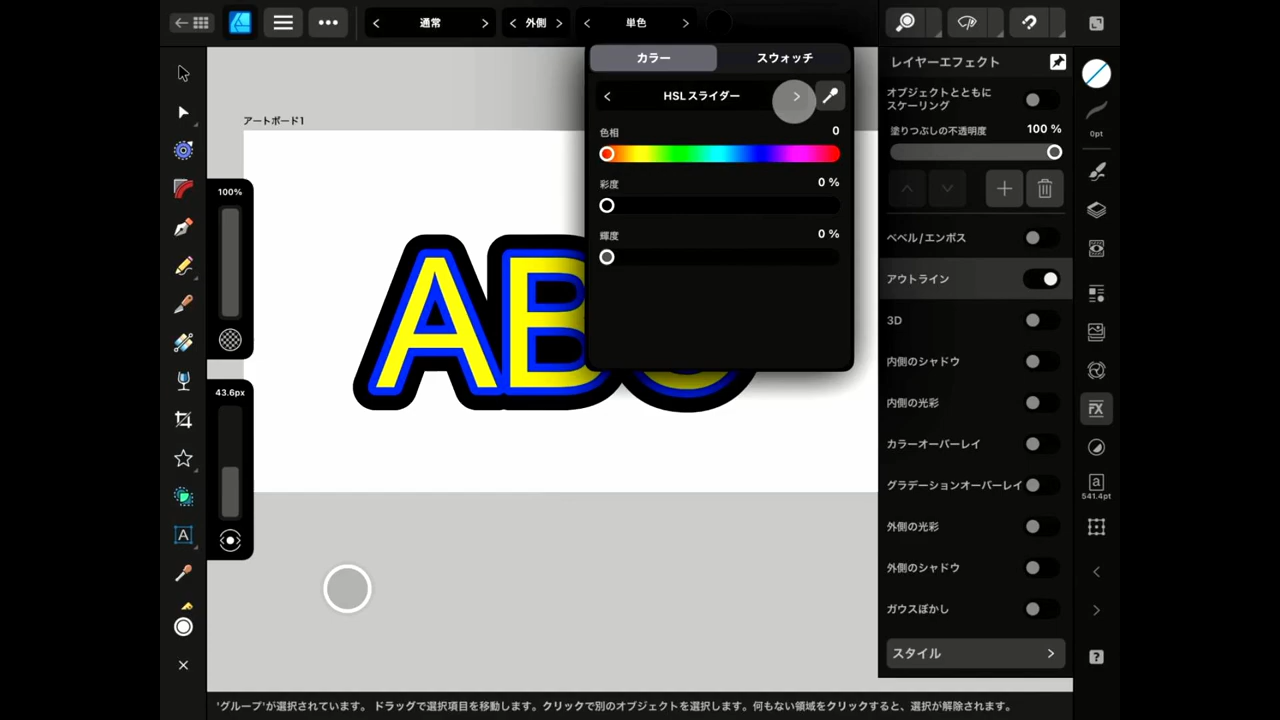 通常
外側
単色
カラー
スウォッチ
HSLスライダー
色相
0
彩度
0 %
輝度
0 %
アートボード1
100%
43.6px
AB
レイヤーエフェクト
オブジェクトとともに
スケーリング
塗りつぶしの不透明度
100 %
ベベル/エンボス
アウトライン
3D
内側のシャドウ
内側の光彩
カラーオーバーレイ
グラデーションオーバーレイ
外側の光彩
外側のシャドウ
ガウスぼかし
スタイル
0pt
FX
a
541.4pt
A
?
'グループ'が選択されています。 ドラッグで選択項目を移動します。クリックで別のオブジェクトを選択します。何もない領域をクリックすると、選択が解除されます。